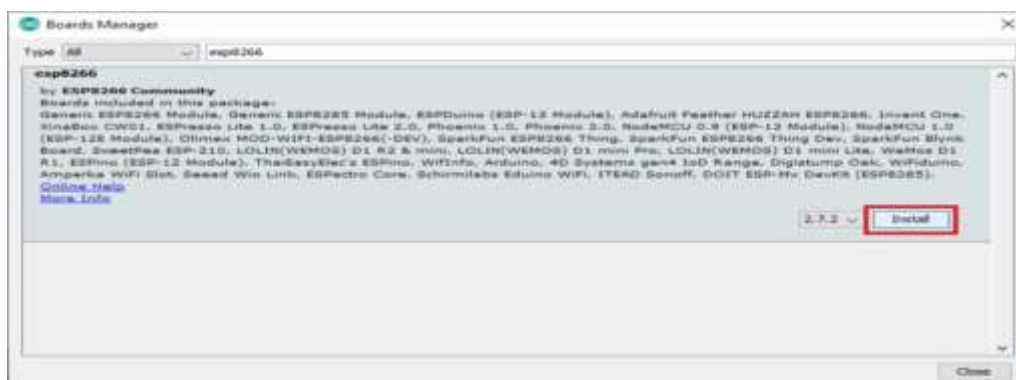 Boards Manager
Type All esp8266
esp8266
by ESP8266 Community
Boards included in this package:
Generic ESP8266 Module, Generic ESP8285 Module, ESPDuino (ESP-13 Module), Adafruit Feather HUZZAH ESP8266, Invent One,
XinaBox CW01, ESPresso Lite 1.0, ESPresso Lite 2.0, Phoenix 1.0, Phoenix 2.0, NodeMCU 0.9 (ESP-12 Module), NodeMCU 1.0
(ESP-12E Module), Olimex MOD-WIFI-ESP8266(-DEV), SparkFun ESP8266 Thing, SparkFun ESP8266 Thing Dev, SparkFun Blynk
Board, SweetPea ESP-210, LOLIN(WEMOS) D1 R2 & mini, LOLIN(WEMOS) D1 mini Pro, LOLIN(WEMOS) D1 mini Lite, WeMos D1
R1, ESPino (ESP-12 Module), ThaiEasyElec's ESPino, WifInfo, Arduino, 4D Systems gen4 IoD Range, Digistump Oak, WiFiduino,
Amperka WiFi Slot, Seeed Wio Link, ESPectro Core, Schirmilabs Eduino WiFi, ITEAD Sonoff, DOIT ESP-Mx DevKit (ESP8285).
Online Help
More Info
2.7.2 Install
Close